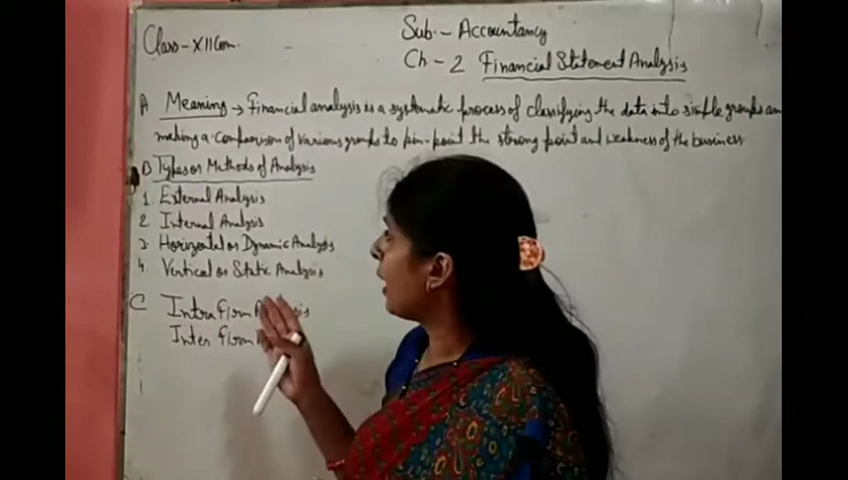 Class - XII Com.
Sub. - Accountancy
Ch - 2 Financial Statement Analysis
A Meaning → Financial analysis is a systematic process of classifying the data into simple groups an
making a comparison of various groups to pin-point the strong point and weakness of the business
B Types or Methods of Analysis
1. External Analysis
2 Internal Analysis
3. Horizontal or Dynamic Analysis
4. Vertical or Static Analysis
C Intra firm
Inter firm